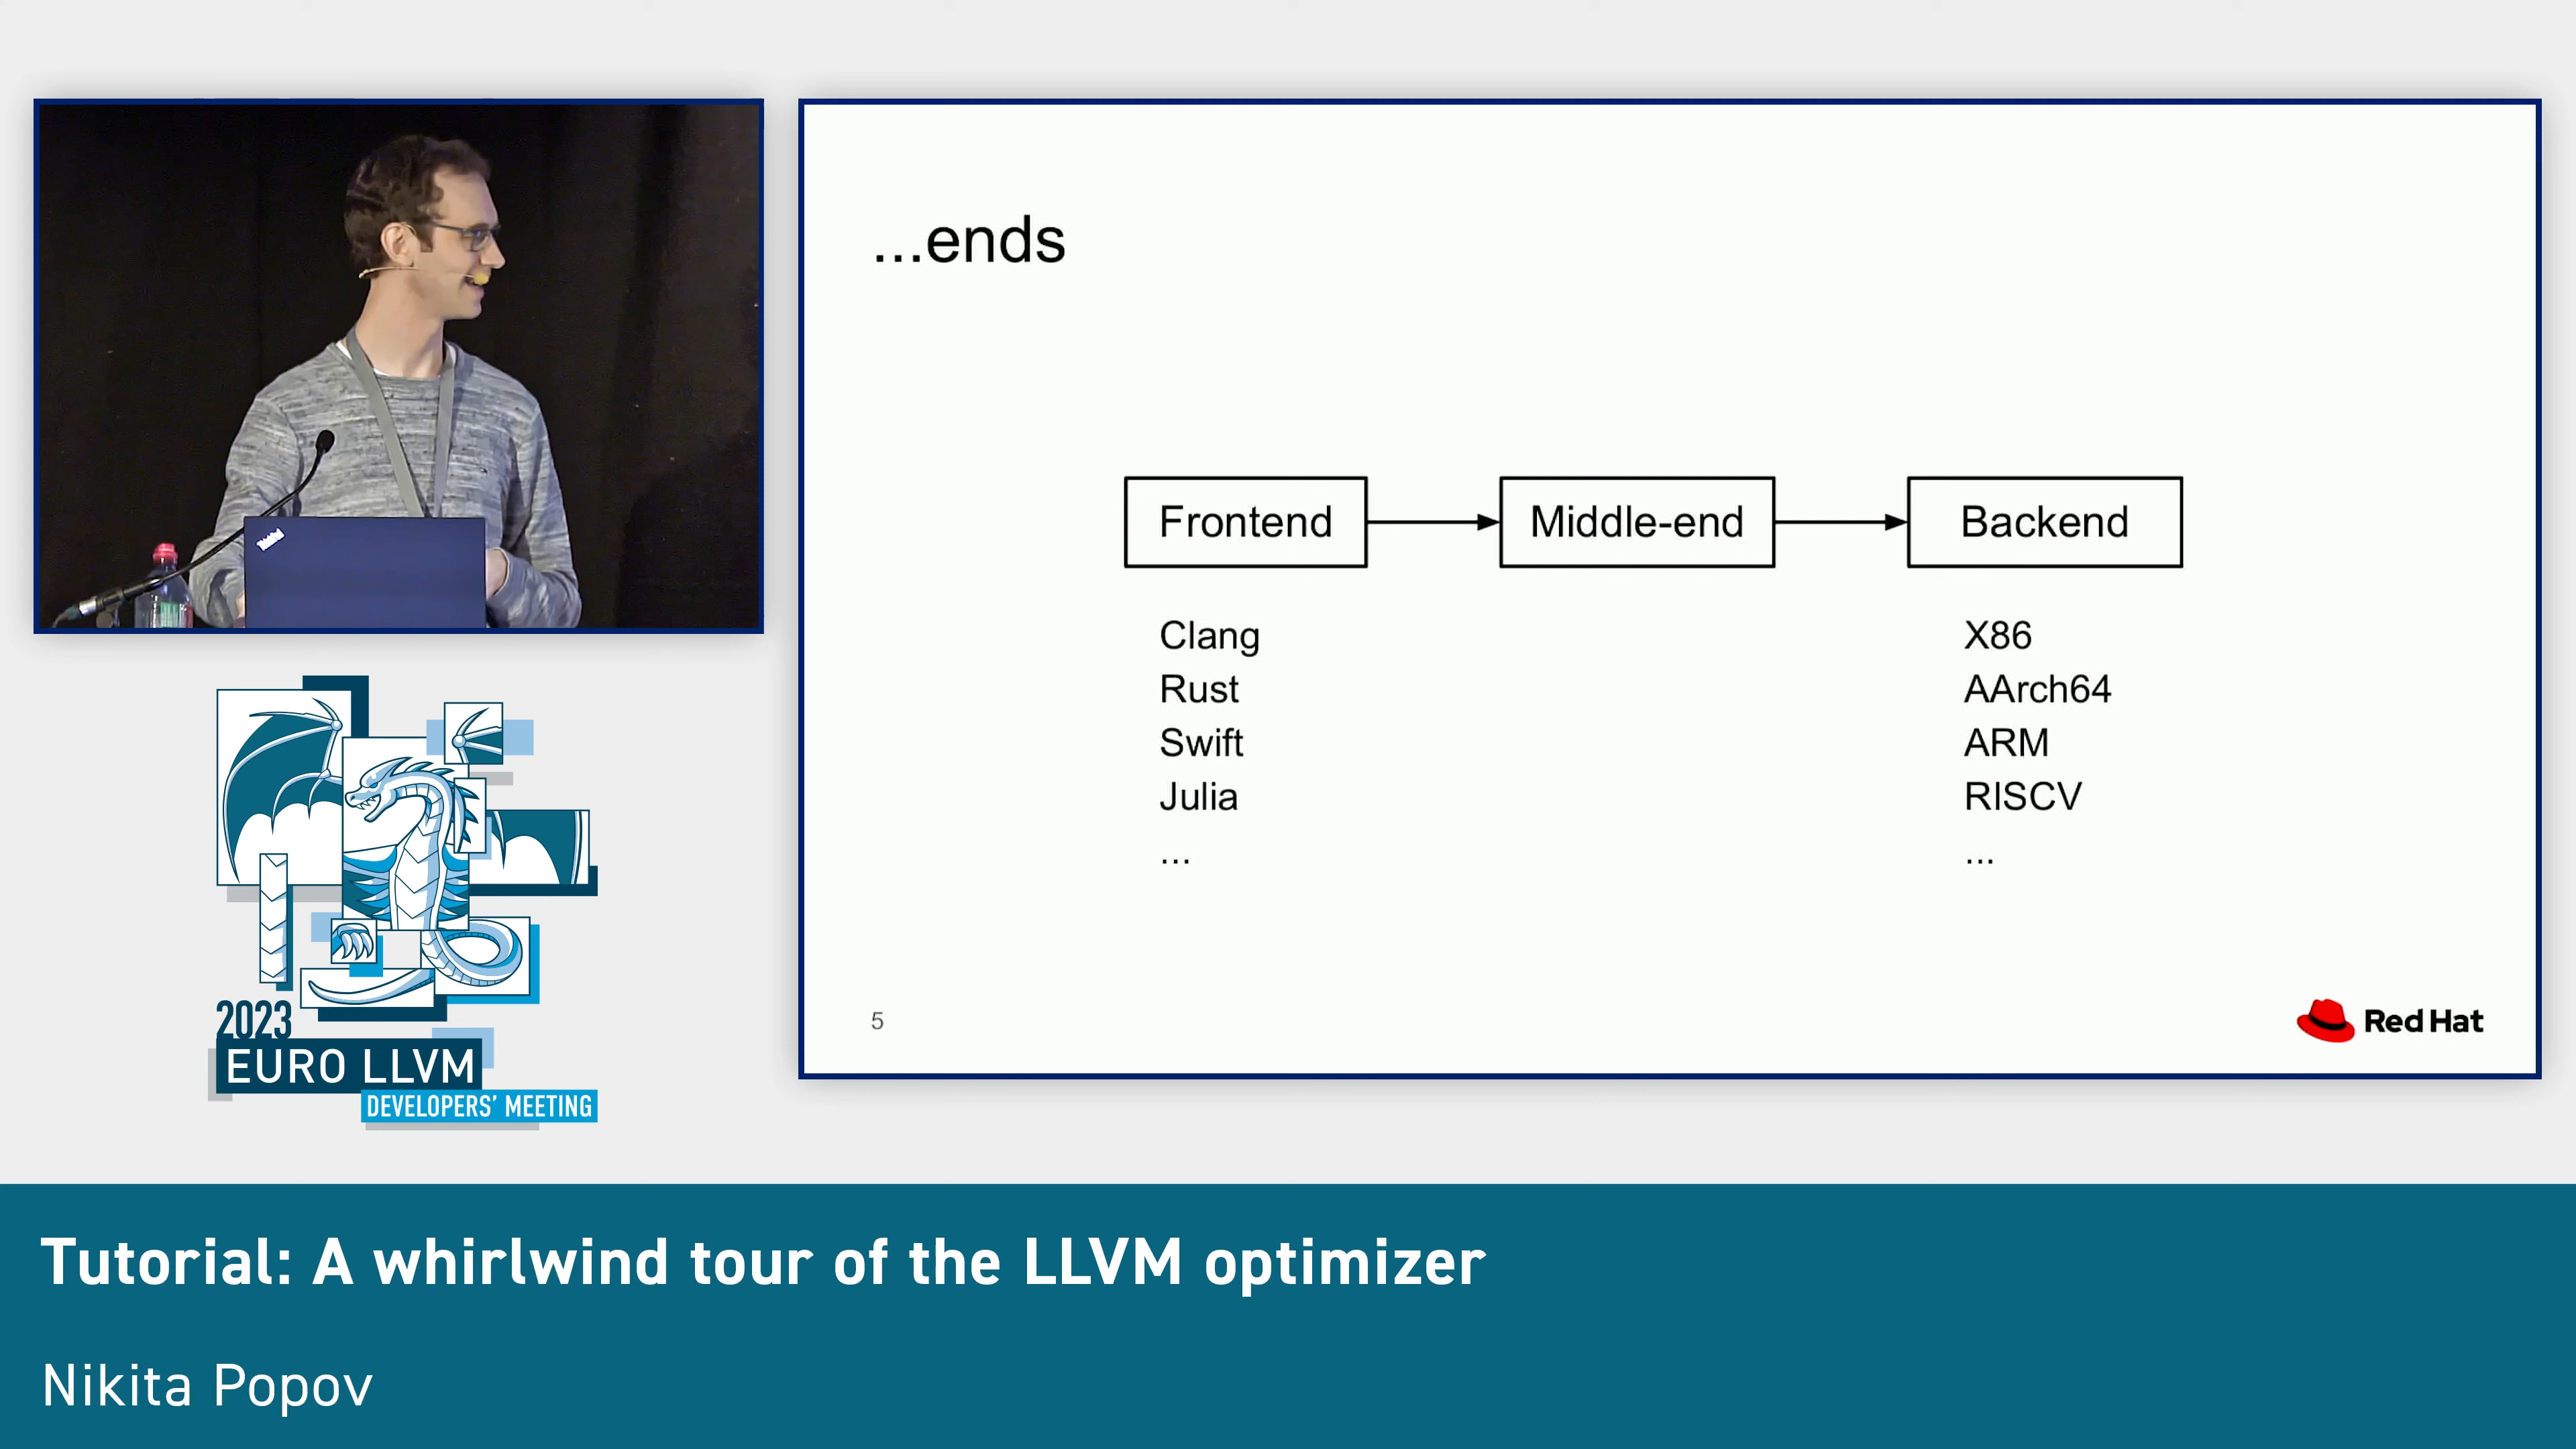 ...ends
Frontend
Middle-end
Backend
Clang
Rust
Swift
Julia
...
X86
AArch64
ARM
RISCV
...
5
Red Hat
2023
EURO LLVM
DEVELOPERS' MEETING
Tutorial: A whirlwind tour of the LLVM optimizer
Nikita Popov